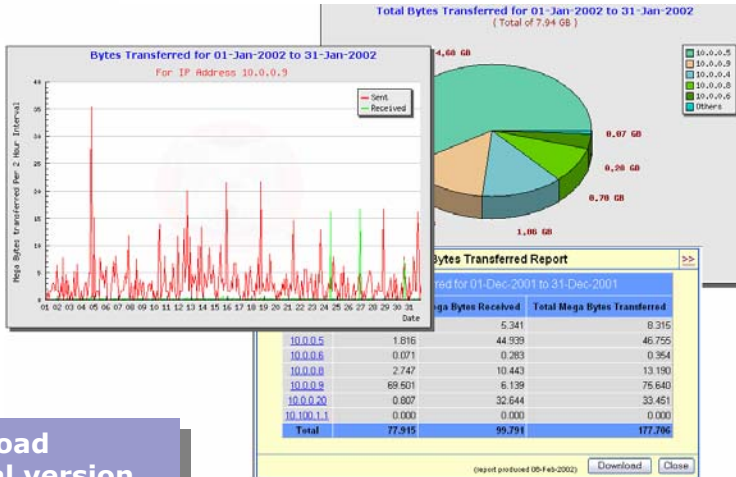 Total Bytes Transferred for 01-Jan-2002 to 31-Jan-2002
( Total of 7.94 GB )
4,60 GB
10.0.0.5
10.0.0.9
10.0.0.4
10.0.0.8
10.0.0.6
Others
0.07 GB
0,28 GB
0.78 GB
1,06 GB
Bytes Transferred for 01-Jan-2002 to 31-Jan-2002
For IP Address 10.0.0.9
Sent
Received
Mega Bytes transferred Per 2 Hour Interval
01 02 03 04 05 06 07 08 09 10 11 12 13 14 15 16 17 18 19 20 21 22 23 24 25 26 27 28 29 30 31
Date
Bytes Transferred Report >>
red for 01-Dec-2001 to 31-Dec-2001
ega Bytes Received Total Mega Bytes Transferred
5.341 8.315
10.0.0.5 1.816 44.939 46.755
10.0.0.6 0.071 0.283 0.354
10.0.0.8 2.747 10.443 13.190
10.0.0.9 69.501 6.139 75.640
10.0.0.20 0.807 32.644 33.451
10.100.1.1 0.000 0.000 0.000
Total 77.915 99.791 177.706
(report produced 08-Feb-2002) Download Close
oad
al version